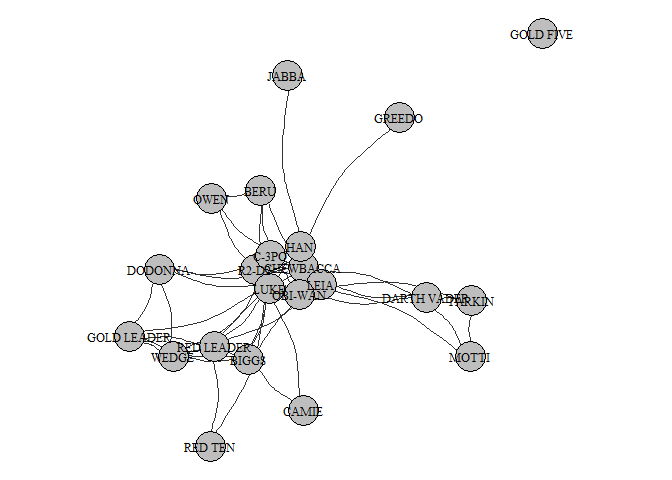 GOLD FIVE
JABBA
GREEDO
OWEN
BERU
HAN
C-3PO
CHEWBACCA
R2-D2
DODONNA
LEIA
LUKE
OBI-WAN
DARTH VADER
TARKIN
GOLD LEADER
RED LEADER
WEDGE
BIGGS
MOTTI
CAMIE
RED TEN